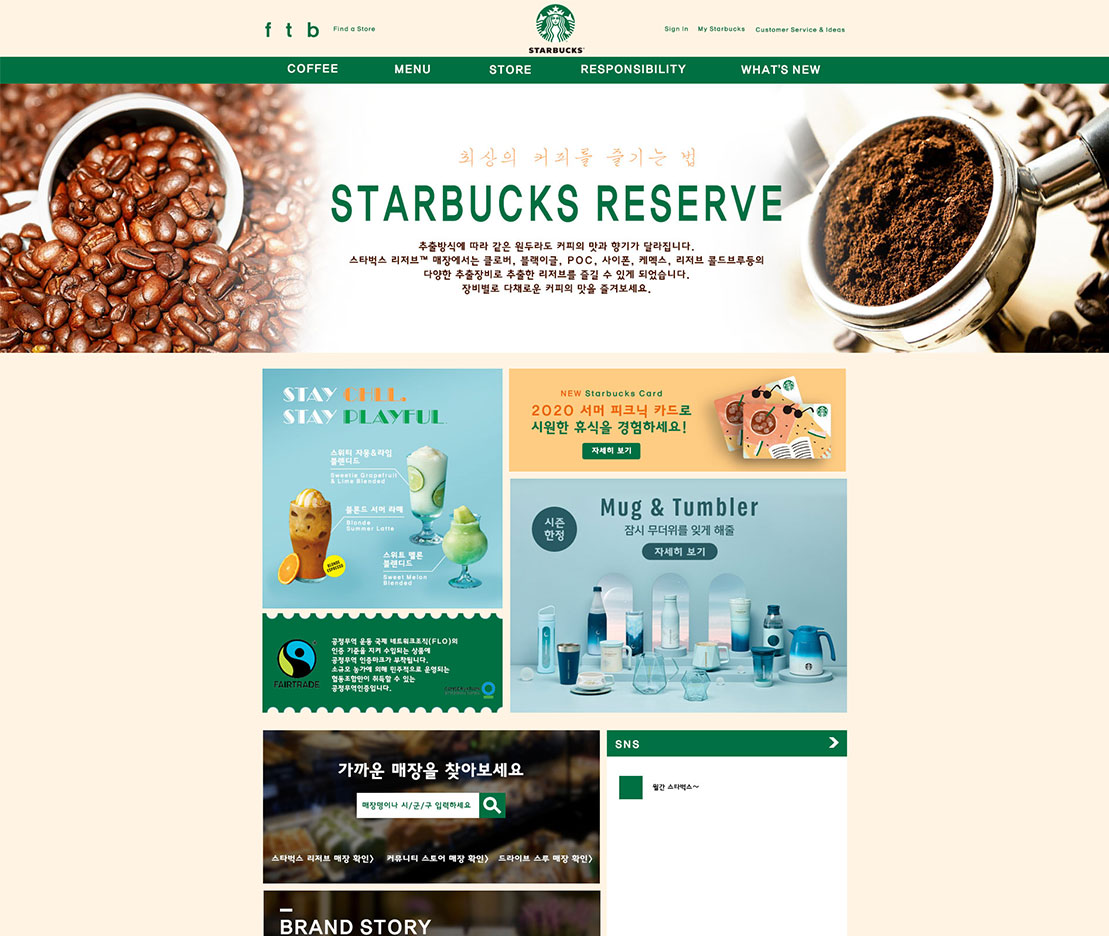 f t b
Find a Store
STARBUCKS
Sign In My Starbucks Customer Service & Ideas
COFFEE MENU STORE RESPONSIBILITY WHAT'S NEW
최상의 커피를 즐기는 법
STARBUCKS RESERVE
추출방식에 따라 같은 원두라도 커피의 맛과 향기가 달라집니다.
스타벅스 리저브™ 매장에서는 클로버, 블랙이글, POC, 사이폰, 케멕스, 리저브 콜드브루등의
다양한 추출장비로 추출한 리저브를 즐길 수 있게 되었습니다.
장비별로 다채로운 커피의 맛을 즐겨보세요.
STAY CHLL.
STAY PLAYFUL.
스위티 자몽&라임
블렌디드
Sweetie Grapefruit
& Lime Blended
블론드 서머 라떼
Blonde
Summer Latte
BLONDE
ESPRESSO
스위트 멜론
블렌디드
Sweet Melon
Blended
NEW Starbucks Card
2020 서머 피크닉 카드로
시원한 휴식을 경험하세요!
자세히 보기
시즌
한정
Mug & Tumbler
잠시 무더위를 잊게 해줄
자세히 보기
FAIRTRADE
공정무역 운동 국제 네트워크조직(FLO)의
인증 기준을 지켜 수입되는 상품에
공정무역 인증마크가 부착됩니다.
소규모 농가에 의해 민주적으로 운영되는
협동조합만이 취득할 수 있는
공정무역인증입니다.
가까운 매장을 찾아보세요
매장명이나 시/군/구 입력하세요
스타벅스 리저브 매장 확인> 커뮤니티 스토어 매장 확인> 드라이브 스루 매장 확인>
SNS
월간 스타벅스~
BRAND STORY